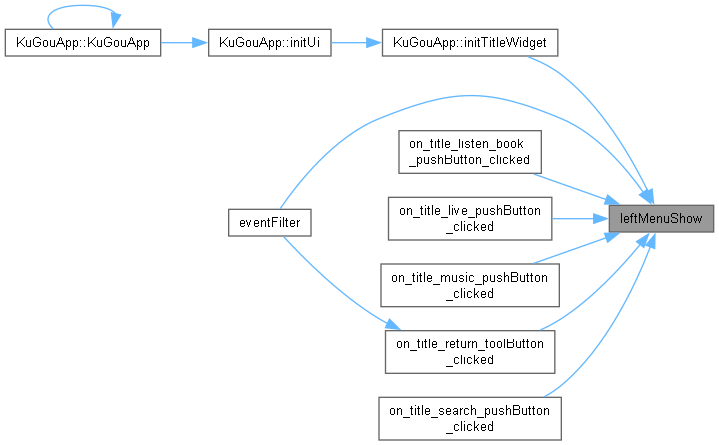 KuGouApp::KuGouApp
KuGouApp::initUi
KuGouApp::initTitleWidget
on_title_listen_book
_pushButton_clicked
on_title_live_pushButton
_clicked
eventFilter
leftMenuShow
on_title_music_pushButton
_clicked
on_title_return_toolButton
_clicked
on_title_search_pushButton
_clicked